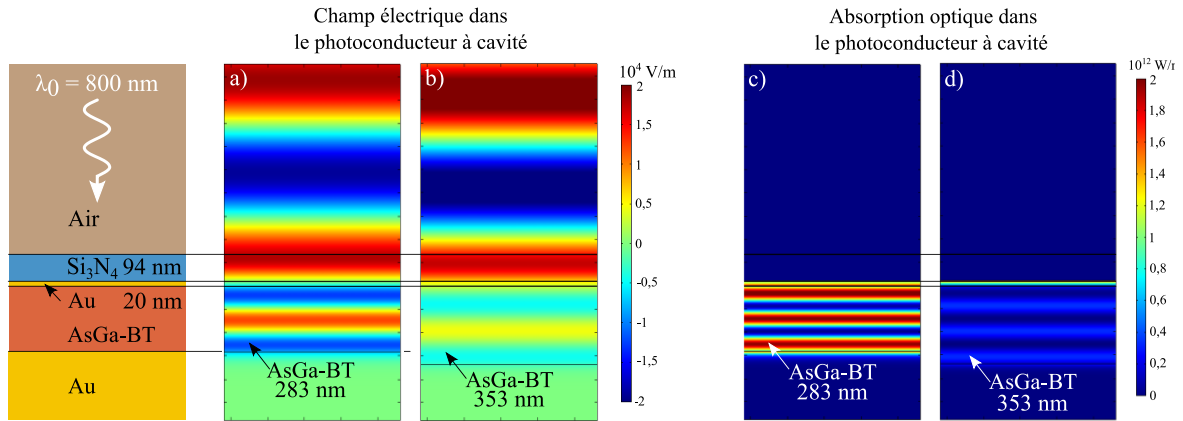 Champ électrique dans
le photoconducteur à cavité
Absorption optique dans
le photoconducteur à cavité
λ0 = 800 nm
Air
Si3N4 94 nm
Au 20 nm
AsGa-BT
Au
a)
b)
AsGa-BT
283 nm
AsGa-BT
353 nm
10⁴ V/m
2
1,5
1
0,5
0
-0,5
-1
-1,5
-2
c)
d)
AsGa-BT
283 nm
AsGa-BT
353 nm
10¹² W/r
2
1,8
1,6
1,4
1,2
1
0,8
0,6
0,4
0,2
0